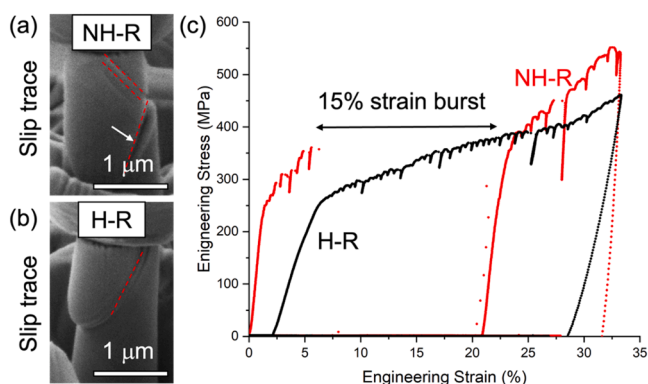 (a)
NH-R
Slip trace
1 μm
(b)
H-R
Slip trace
1 μm
(c)
600
500
400
300
200
100
0
Enigneering Stress (MPa)
15% strain burst
NH-R
H-R
0 5 10 15 20 25 30 35
Engineering Strain (%)